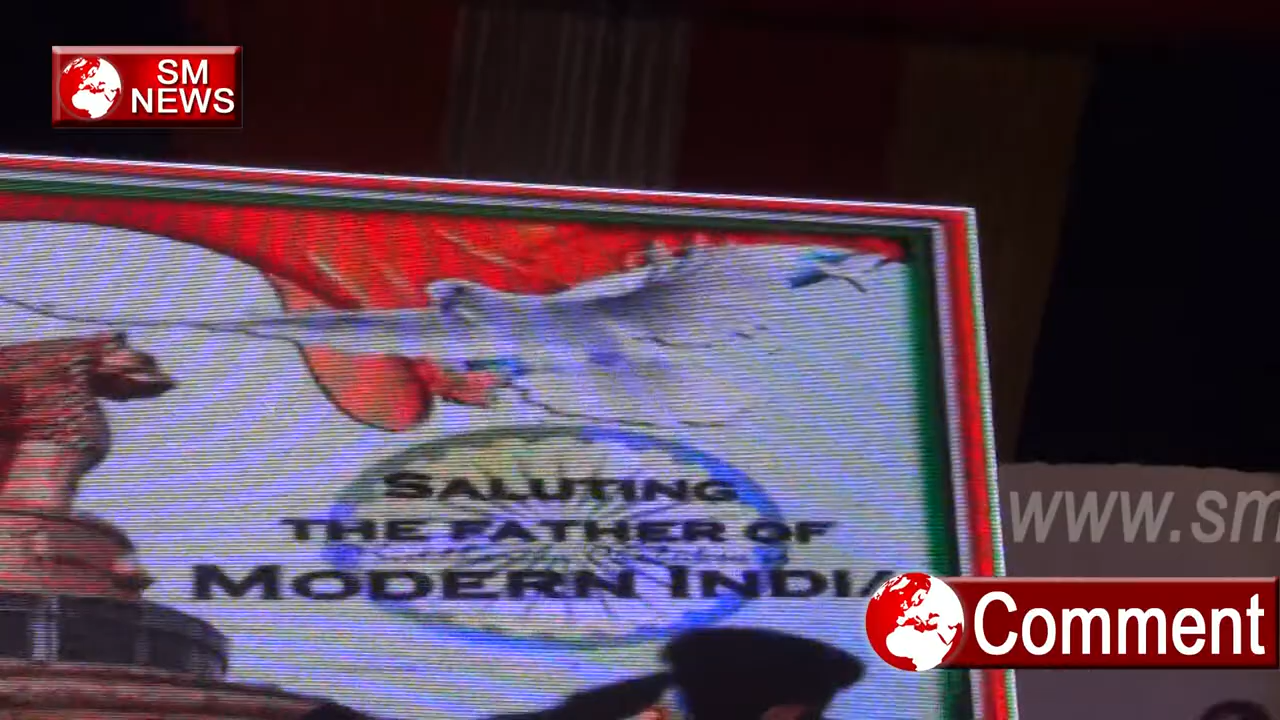 SM
NEWS
SALUTING
THE FATHER OF
MODERN INDIA
www.sm
Comment